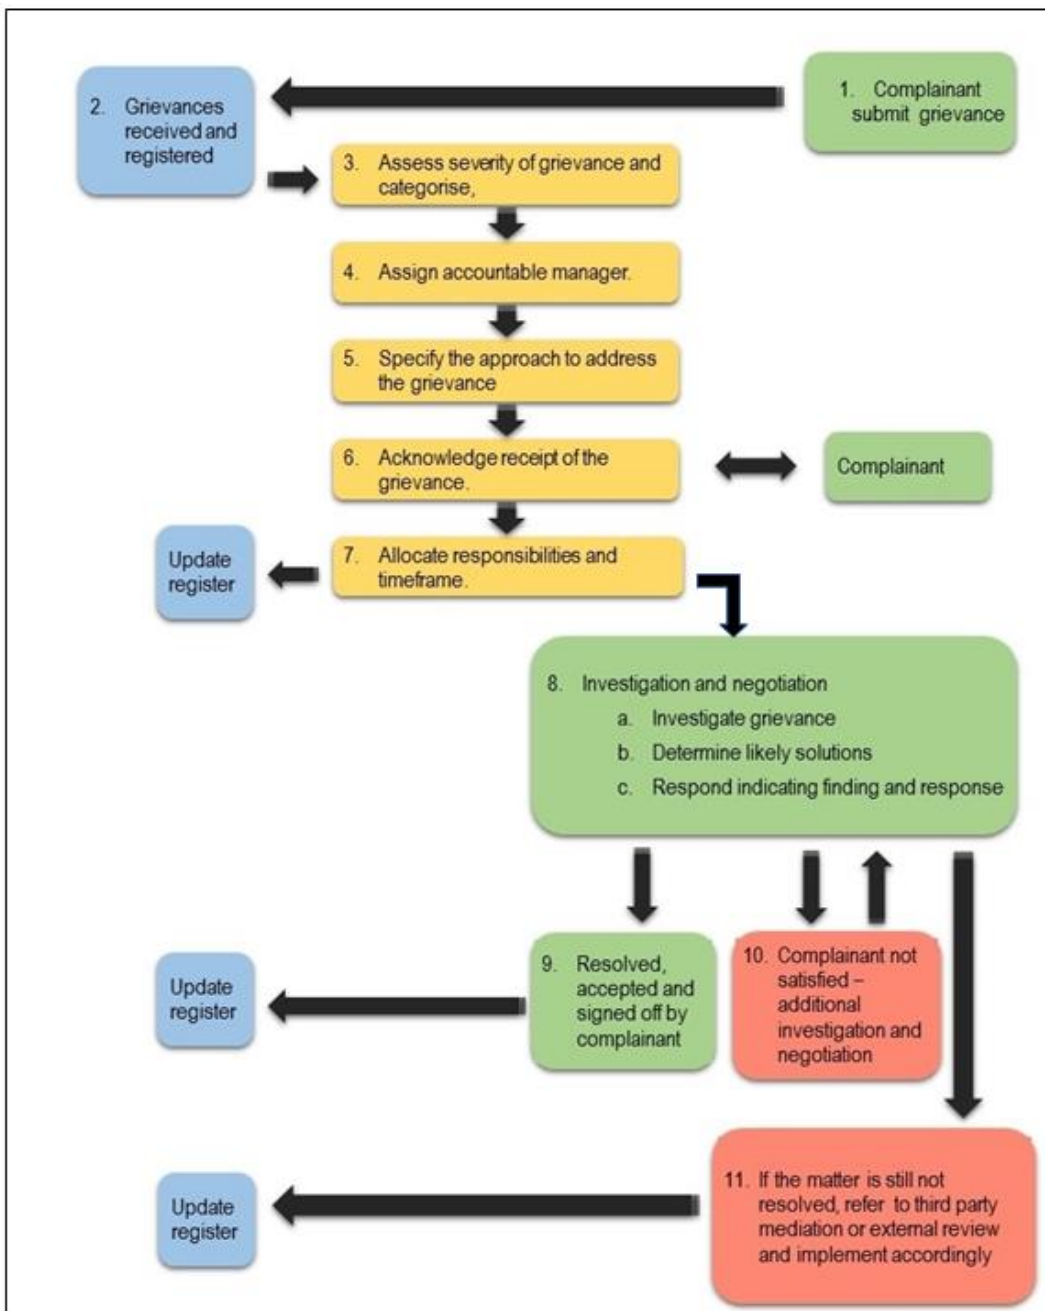 1. Complainant
submit grievance
2. Grievances
received and
registered
3. Assess severity of grievance and
categorise,
4. Assign accountable manager.
5. Specify the approach to address
the grievance
6. Acknowledge receipt of the
grievance.
Complainant
7. Allocate responsibilities and
timeframe.
Update
register
8. Investigation and negotiation
a. Investigate grievance
b. Determine likely solutions
c. Respond indicating finding and response
9. Resolved,
accepted and
signed off by
complainant
Update
register
10. Complainant not
satisfied –
additional
investigation and
negotiation
11. If the matter is still not
resolved, refer to third party
mediation or external review
and implement accordingly
Update
register